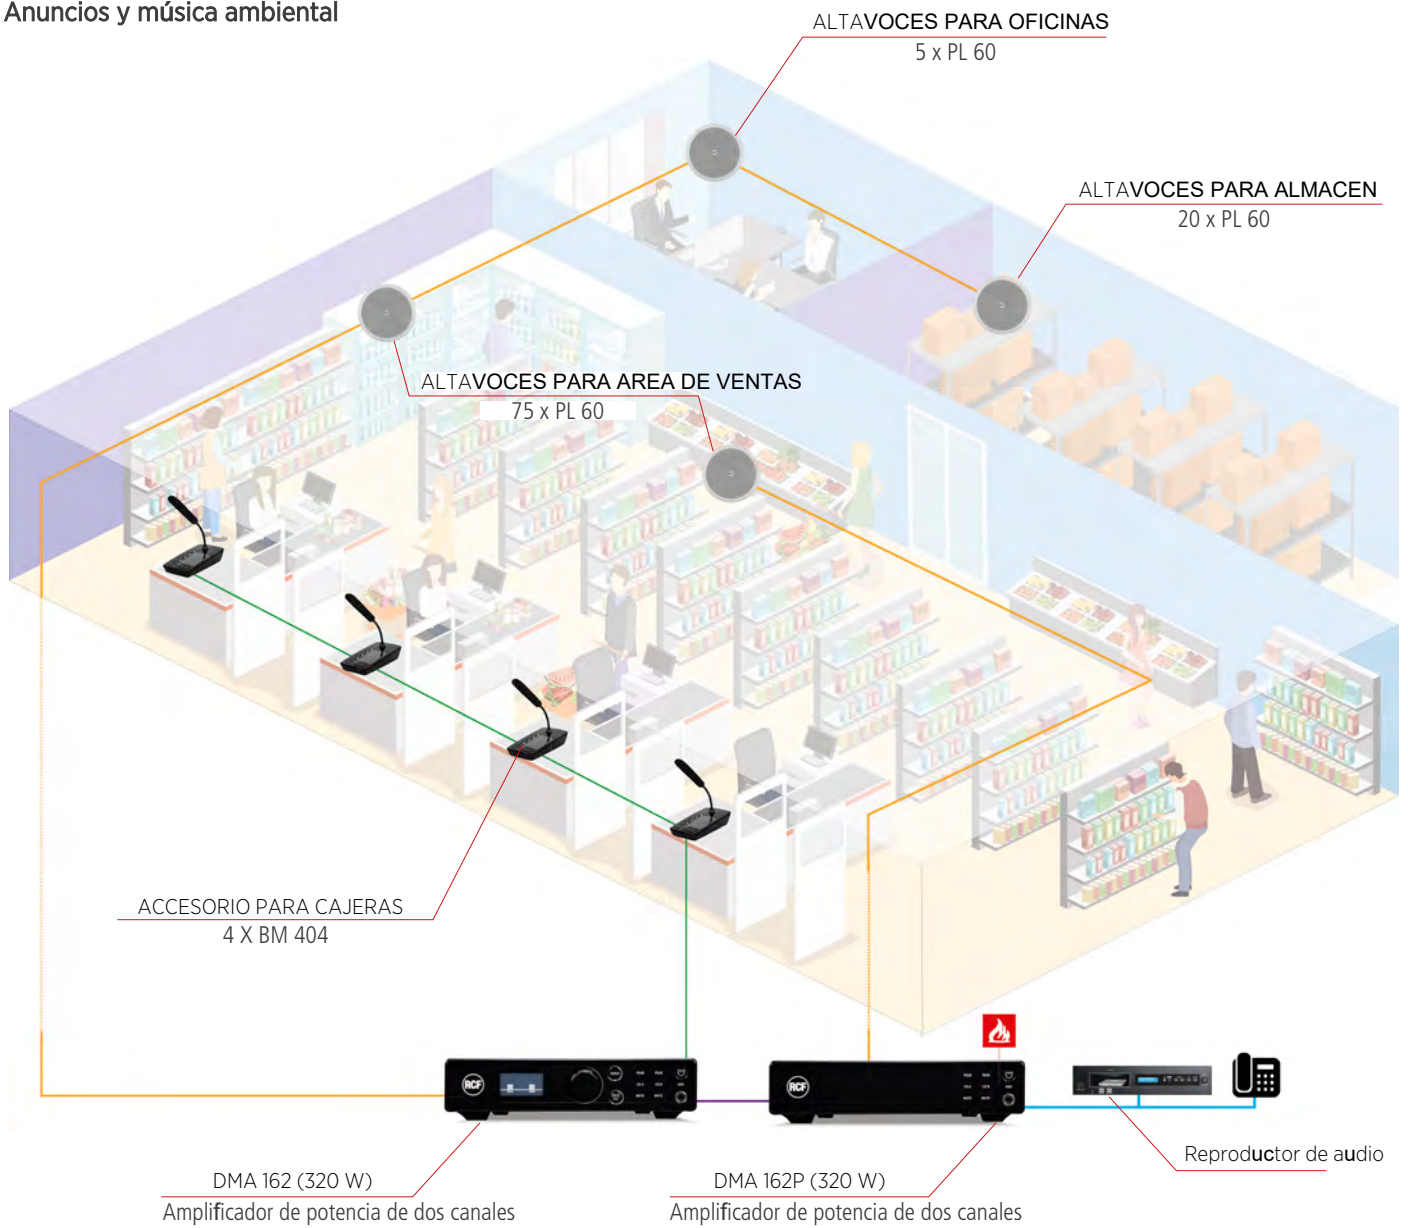 Anuncios y música ambiental
ALTAVOCES PARA OFICINAS
5 x PL 60
ALTAVOCES PARA ALMACEN
20 x PL 60
ALTAVOCES PARA AREA DE VENTAS
75 x PL 60
ACCESORIO PARA CAJERAS
4 X BM 404
RCF
RCF
Reproductor de audio
DMA 162 (320 W)
Amplificador de potencia de dos canales
DMA 162P (320 W)
Amplificador de potencia de dos canales